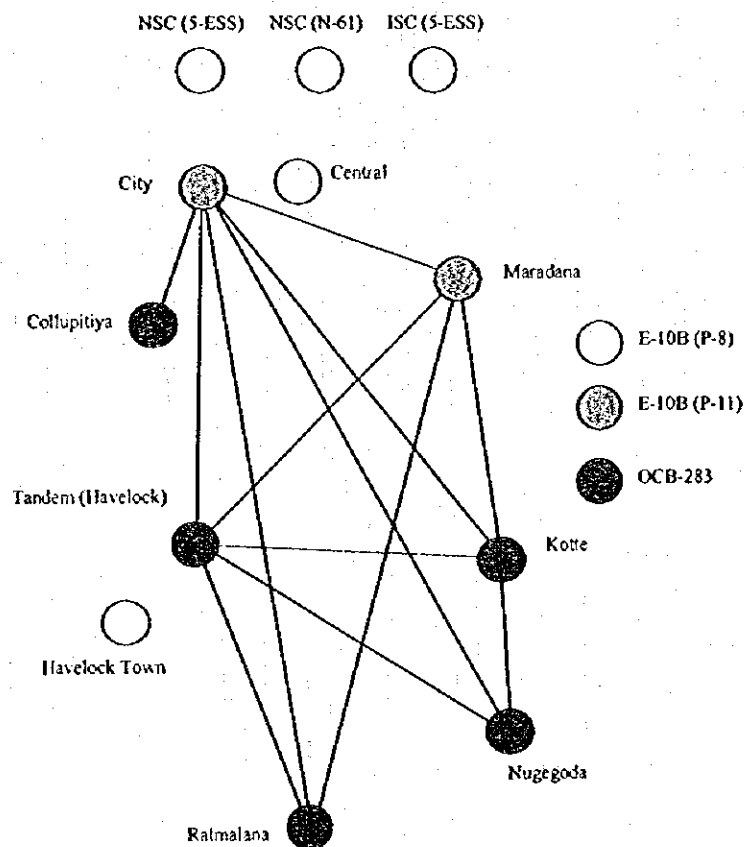 NSC (5-ESS) NSC (N-61) ISC (5-ESS)
City
Central
Maradana
Collupitiya
E-10B (P-8)
E-10B (P-11)
OCB-283
Tandem (Havelock)
Kotte
Havelock Town
Nugegoda
Ratmalana